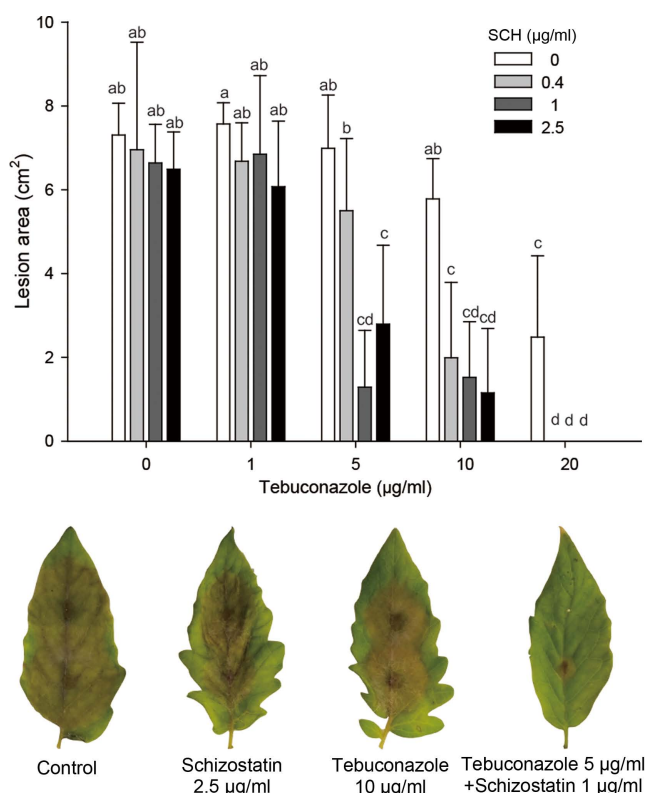 SCH (µg/ml)
0
0.4
1
2.5
10
8
6
4
2
0
Lesion area (cm²)
ab ab ab ab
a ab ab ab
ab b cd c
ab c cd cd
c d d d
0 1 5 10 20
Tebuconazole (µg/ml)
Control
Schizostatin
2.5 µg/ml
Tebuconazole
10 µg/ml
Tebuconazole 5 µg/ml
+Schizostatin 1 µg/ml